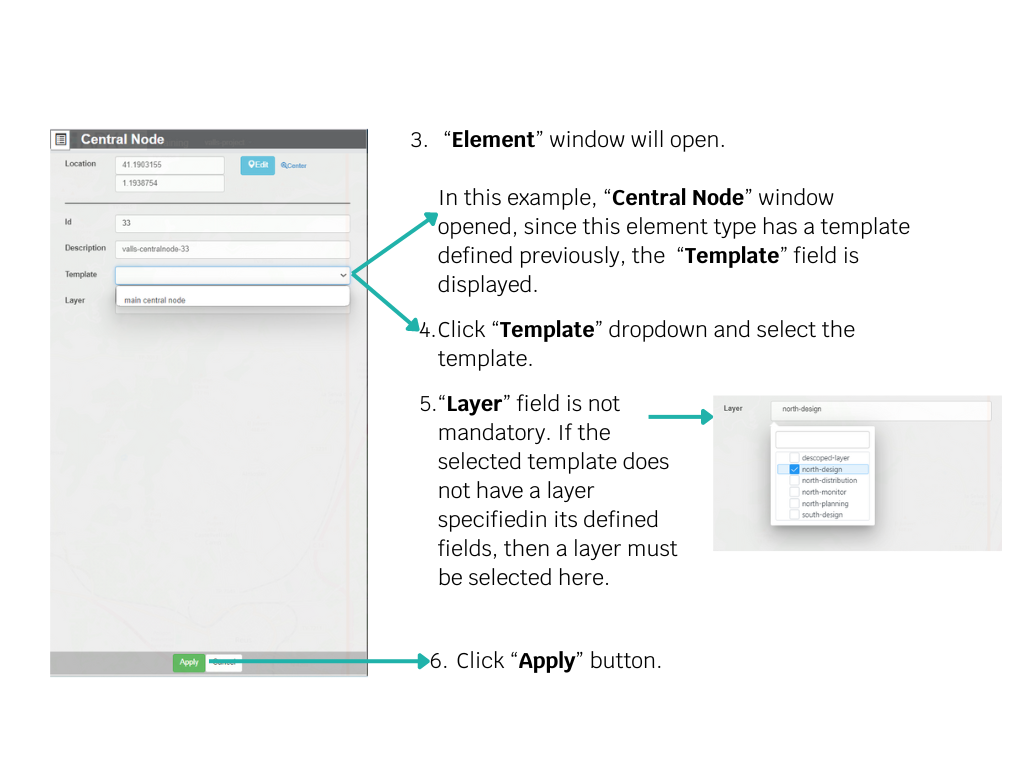 Central Node
Location
41.1903155
Edit
Center
1.1938754
Id
33
Description
valls-centralnode-33
Template
Layer
main central node
Apply
Cancel
3. “Element” window will open.
In this example, “Central Node” window
opened, since this element type has a template
defined previously, the “Template” field is
displayed.
4.Click “Template” dropdown and select the
template.
5.“Layer” field is not
mandatory. If the
selected template does
not have a layer
specifiedin its defined
fields, then a layer must
be selected here.
Layer
north-design
descoped-layer
north-design
north-distribution
north-monitor
north-planning
south-design
6. Click “Apply” button.